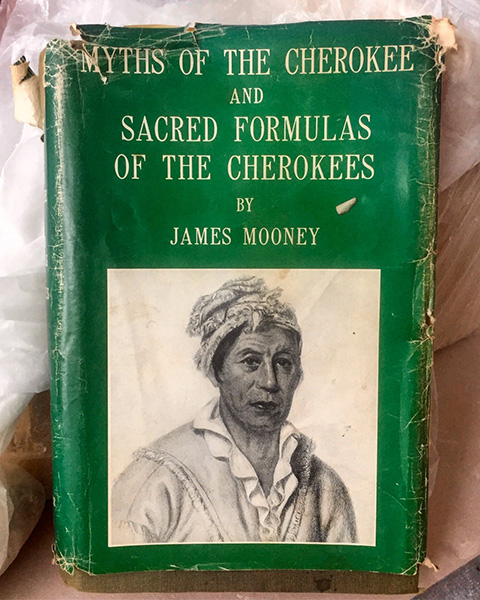 MYTHS OF THE CHEROKEE
AND
SACRED FORMULAS
OF THE CHEROKEES
BY
JAMES MOONEY